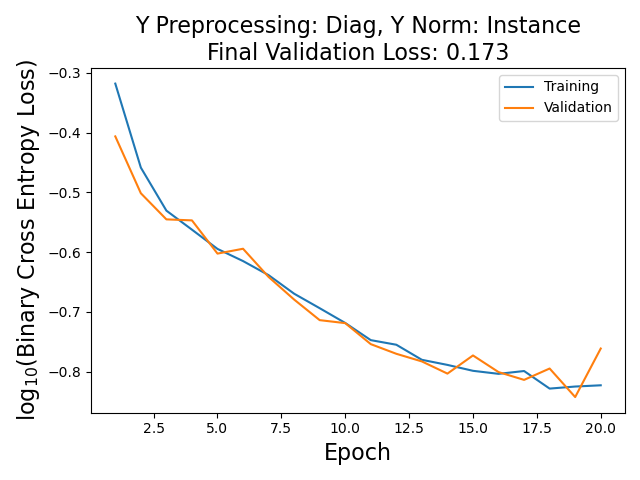 Y Preprocessing: Diag, Y Norm: Instance
Final Validation Loss: 0.173
Training
Validation
−0.3
−0.4
−0.5
−0.6
−0.7
−0.8
log₁₀(Binary Cross Entropy Loss)
2.5 5.0 7.5 10.0 12.5 15.0 17.5 20.0
Epoch